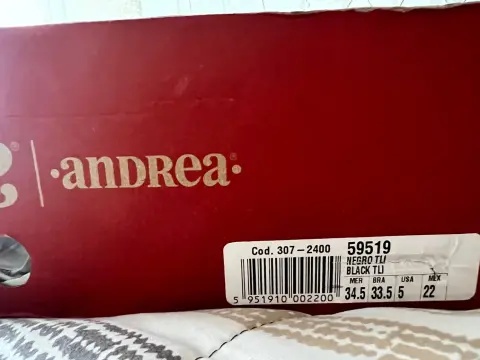 ·andrea·
Cod. 307-2400 59519
NEGRO TLI
BLACK TLI
MER BRA USA MEX
34.5 33.5 5 22
5 951910 002200